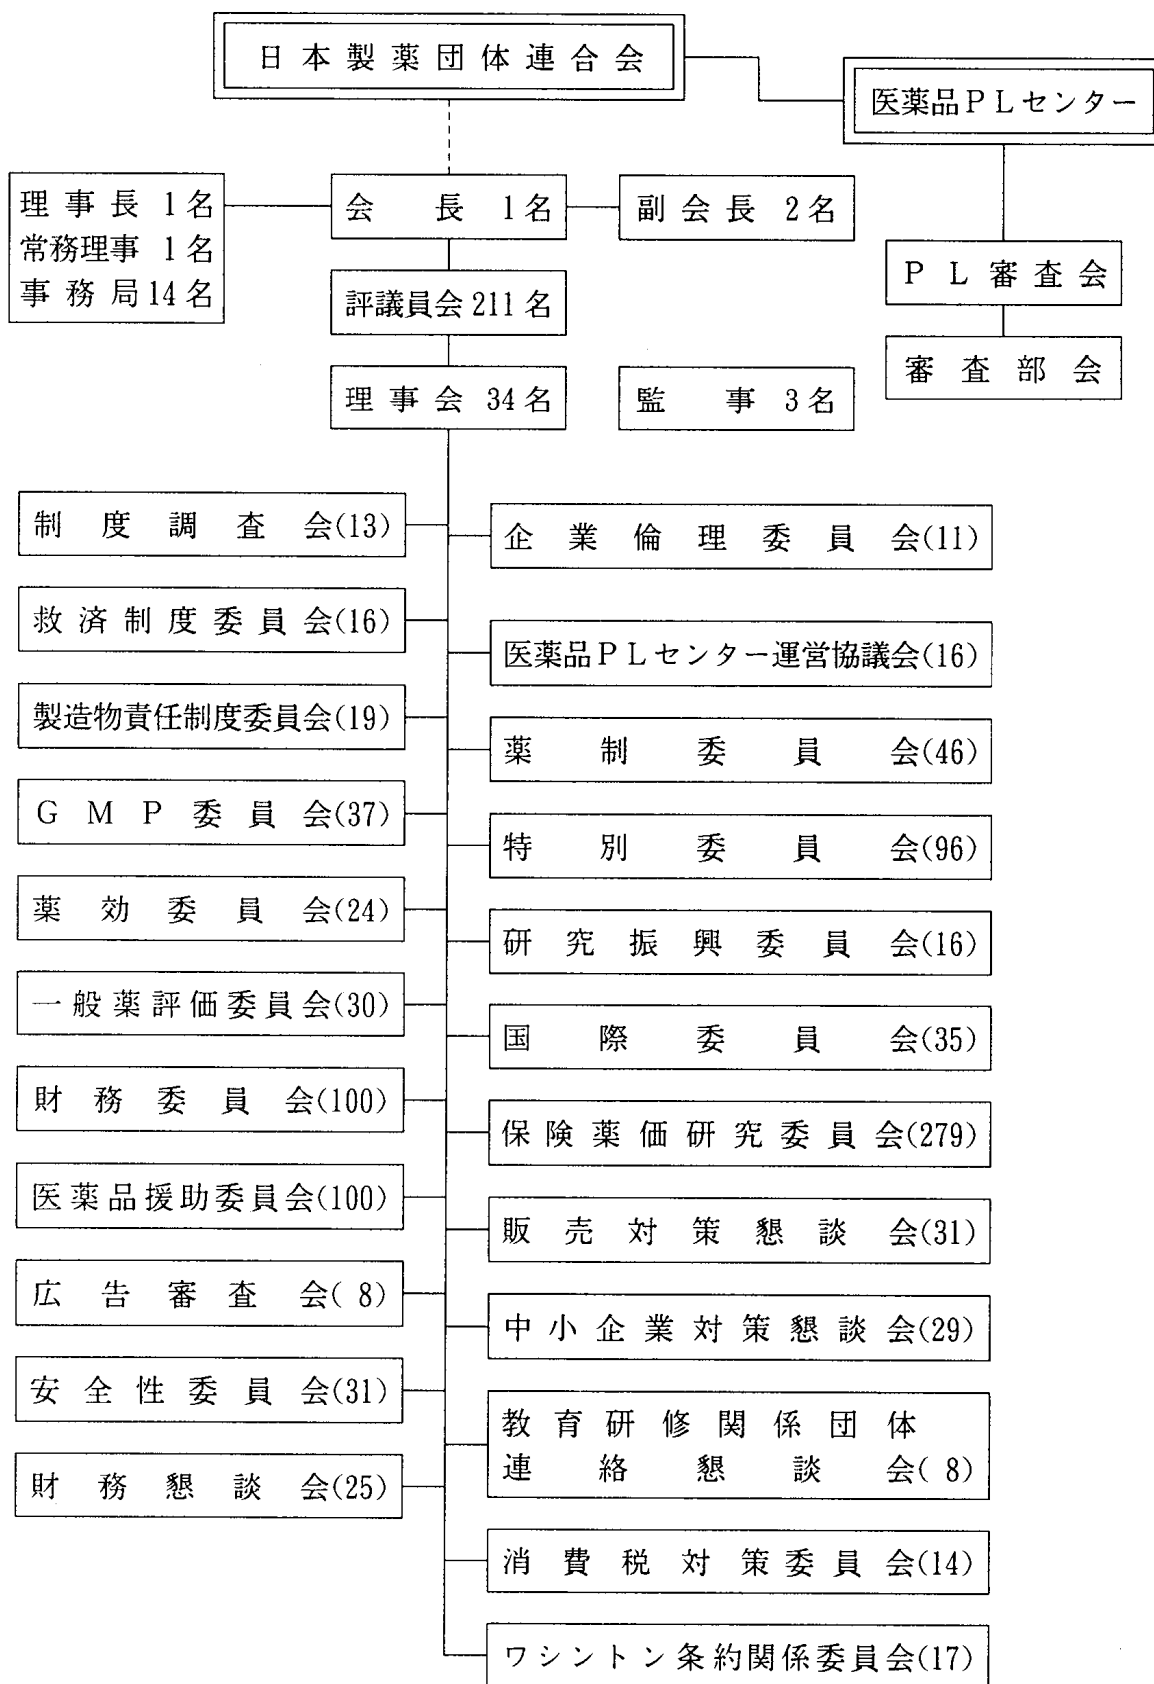 日本製薬団体連合会
医薬品PLセンター
理事長 1名
常務理事 1名
事務局14名
会長 1名
副会長 2名
評議員会 211名
PL審査会
審査部会
理事会 34名
監事 3名
制度調査会(13)
救済制度委員会(16)
製造物責任制度委員会(19)
GMP委員会(37)
薬効委員会(24)
一般薬評価委員会(30)
財務委員会(100)
医薬品援助委員会(100)
広告審査会( 8)
安全性委員会(31)
財務懇談会(25)
企業倫理委員会(11)
医薬品PLセンター運営協議会(16)
薬制委員会(46)
特別委員会(96)
研究振興委員会(16)
国際委員会(35)
保険薬価研究委員会(279)
販売対策懇談会(31)
中小企業対策懇談会(29)
教育研修関係団体
連絡懇談会( 8)
消費税対策委員会(14)
ワシントン条約関係委員会(17)